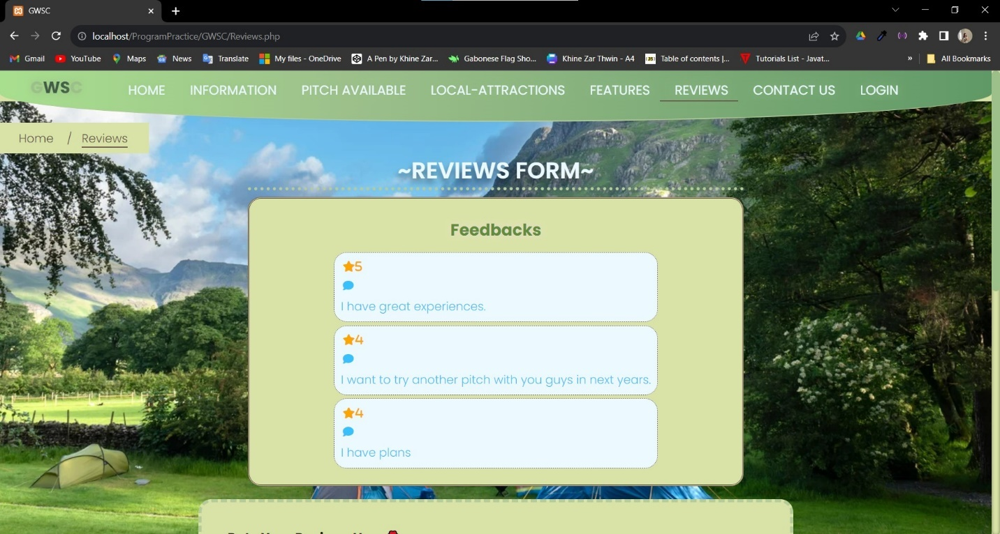 GWSC
localhost/ProgramPractice/GWSC/Reviews.php
Gmail YouTube Maps News Translate My files - OneDrive A Pen by Khine Zar... Gabonese Flag Sho... Khine Zar Thwin - A4 Table of contents |... Tutorials List - Javat... » All Bookmarks
GWSC HOME INFORMATION PITCH AVAILABLE LOCAL-ATTRACTIONS FEATURES REVIEWS CONTACT US LOGIN
Home / Reviews
~REVIEWS FORM~
Feedbacks
5
I have great experiences.
4
I want to try another pitch with you guys in next years.
4
I have plans